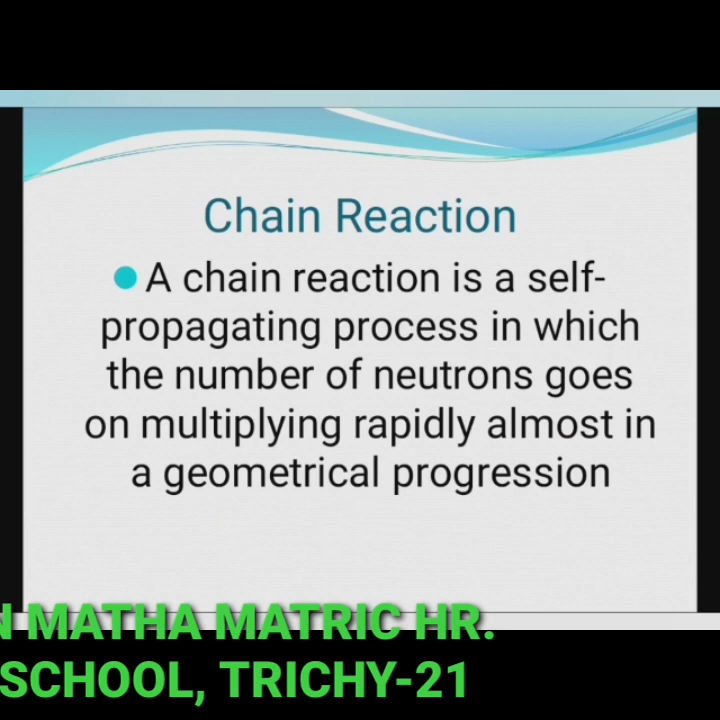 Chain Reaction
A chain reaction is a self-
propagating process in which
the number of neutrons goes
on multiplying rapidly almost in
a geometrical progression
MATHA MATRIC HR.
SCHOOL, TRICHY-21